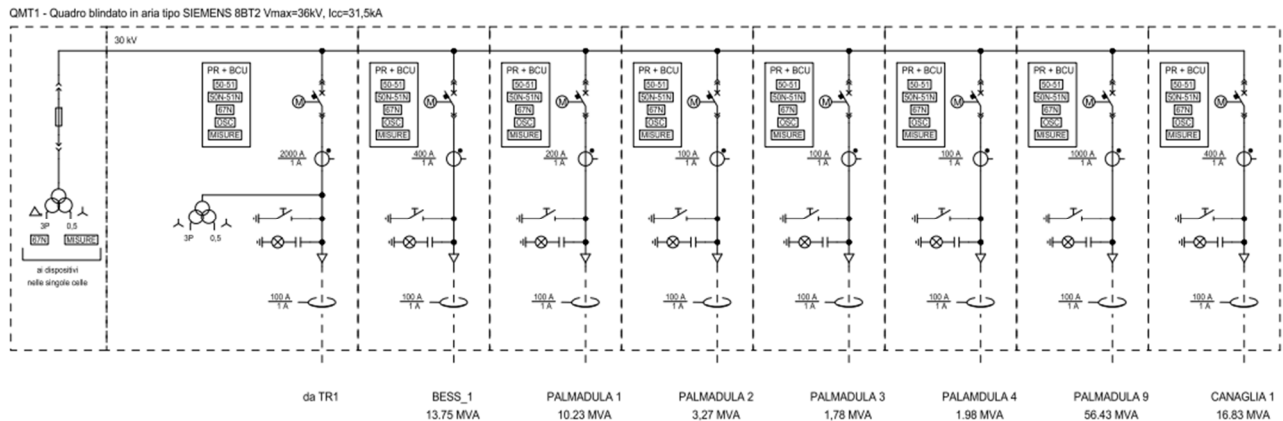 QMT1 - Quadro blindato in aria tipo SIEMENS 8BT2 Vmax=36kV, Icc=31,5kA
30 kV
3P 0,5
67N MISURE
ai dispositivi
nelle singole celle
PR + BCU
50-51
50N-51N
67N
OSC
MISURE
M
2000 A
1 A
3P 0,5
100 A
1 A
da TR1
PR + BCU
50-51
50N-51N
67N
OSC
MISURE
M
400 A
1 A
100 A
1 A
BESS_1
13.75 MVA
PR + BCU
50-51
50N-51N
67N
OSC
MISURE
M
200 A
1 A
100 A
1 A
PALMADULA 1
10.23 MVA
PR + BCU
50-51
50N-51N
67N
OSC
MISURE
M
100 A
1 A
100 A
1 A
PALMADULA 2
3,27 MVA
PR + BCU
50-51
50N-51N
67N
OSC
MISURE
M
100 A
1 A
100 A
1 A
PALMADULA 3
1,78 MVA
PR + BCU
50-51
50N-51N
67N
OSC
MISURE
M
100 A
1 A
100 A
1 A
PALAMDULA 4
1.98 MVA
PR + BCU
50-51
50N-51N
67N
OSC
MISURE
M
1000 A
1 A
100 A
1 A
PALMADULA 9
56.43 MVA
PR + BCU
50-51
50N-51N
67N
OSC
MISURE
M
400 A
1 A
100 A
1 A
CANAGLIA 1
16.83 MVA